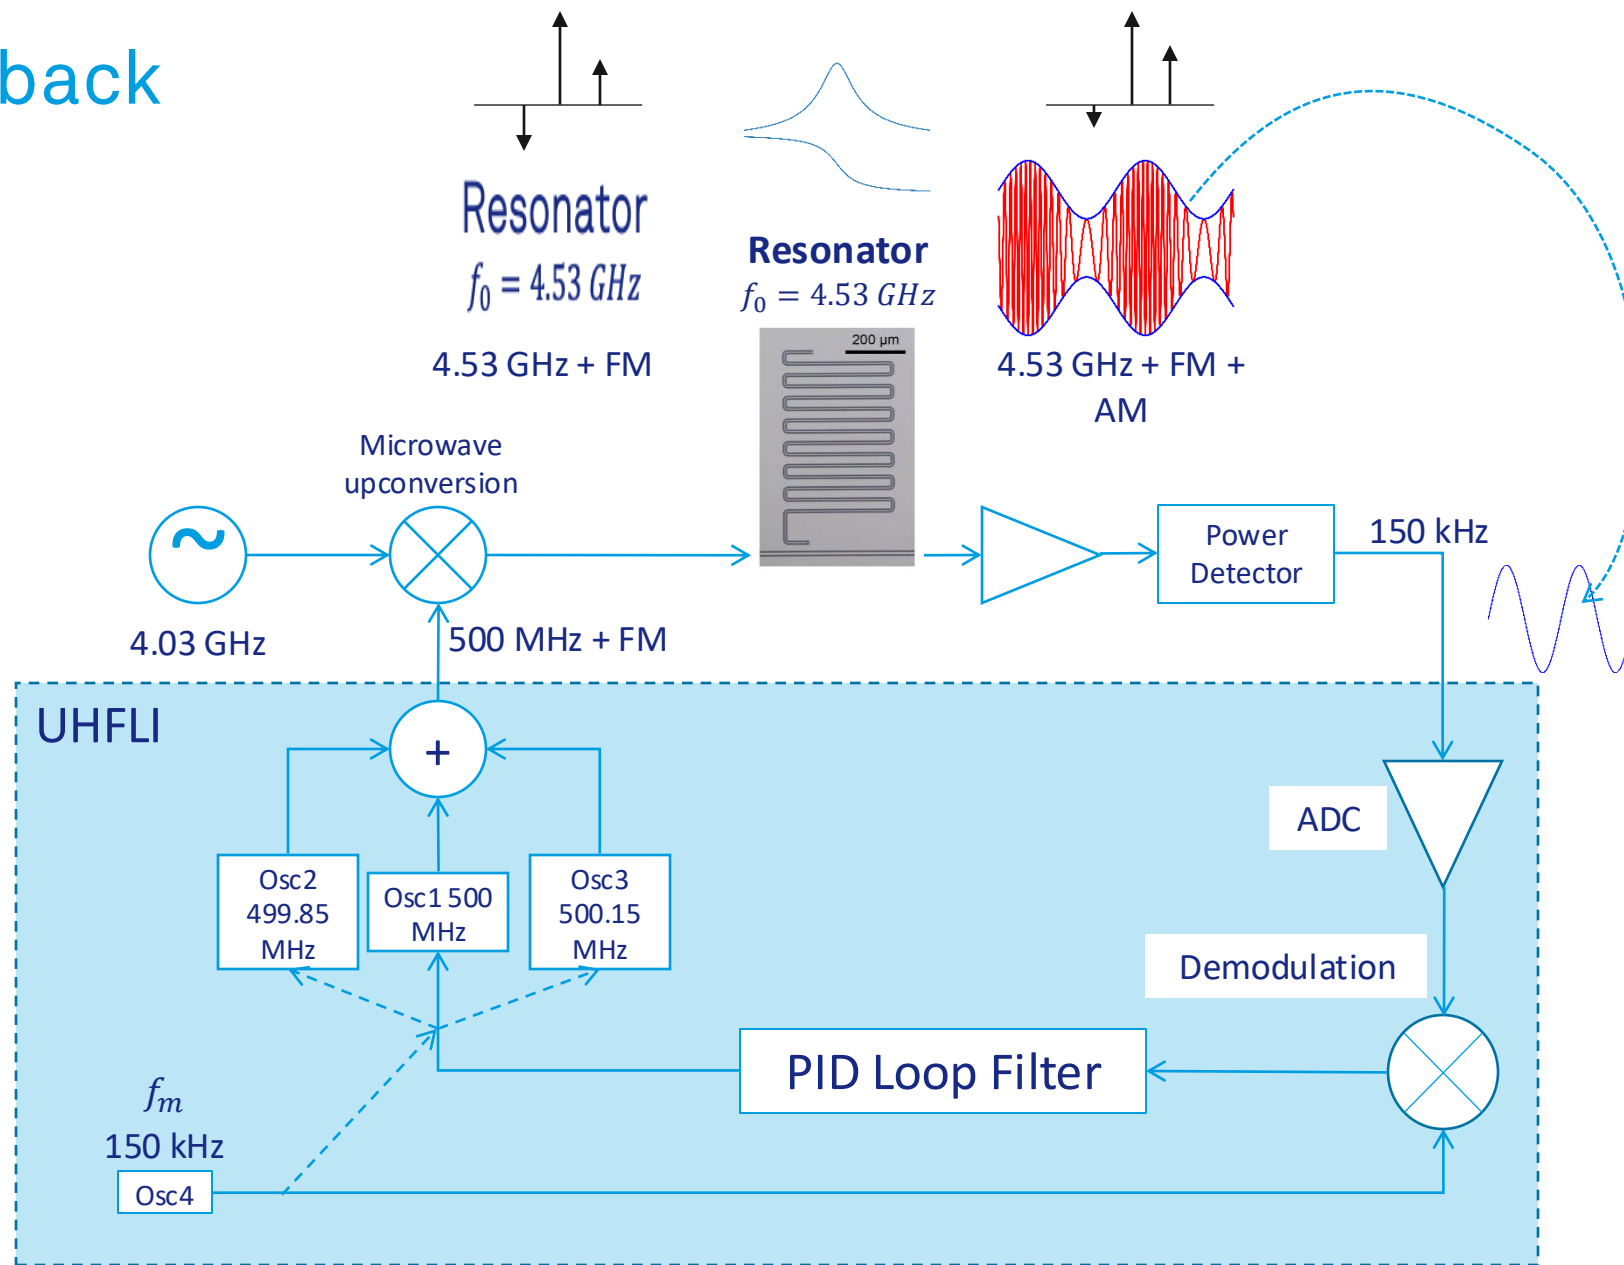 back
Resonator
f₀ = 4.53 GHz
4.53 GHz + FM
Resonator
f₀ = 4.53 GHz
200 µm
4.53 GHz + FM +
AM
Microwave
upconversion
~
4.03 GHz
500 MHz + FM
Power
Detector
150 kHz
UHFLI
+
Osc2
499.85
MHz
Osc1 500
MHz
Osc3
500.15
MHz
ADC
Demodulation
PID Loop Filter
fₘ
150 kHz
Osc4